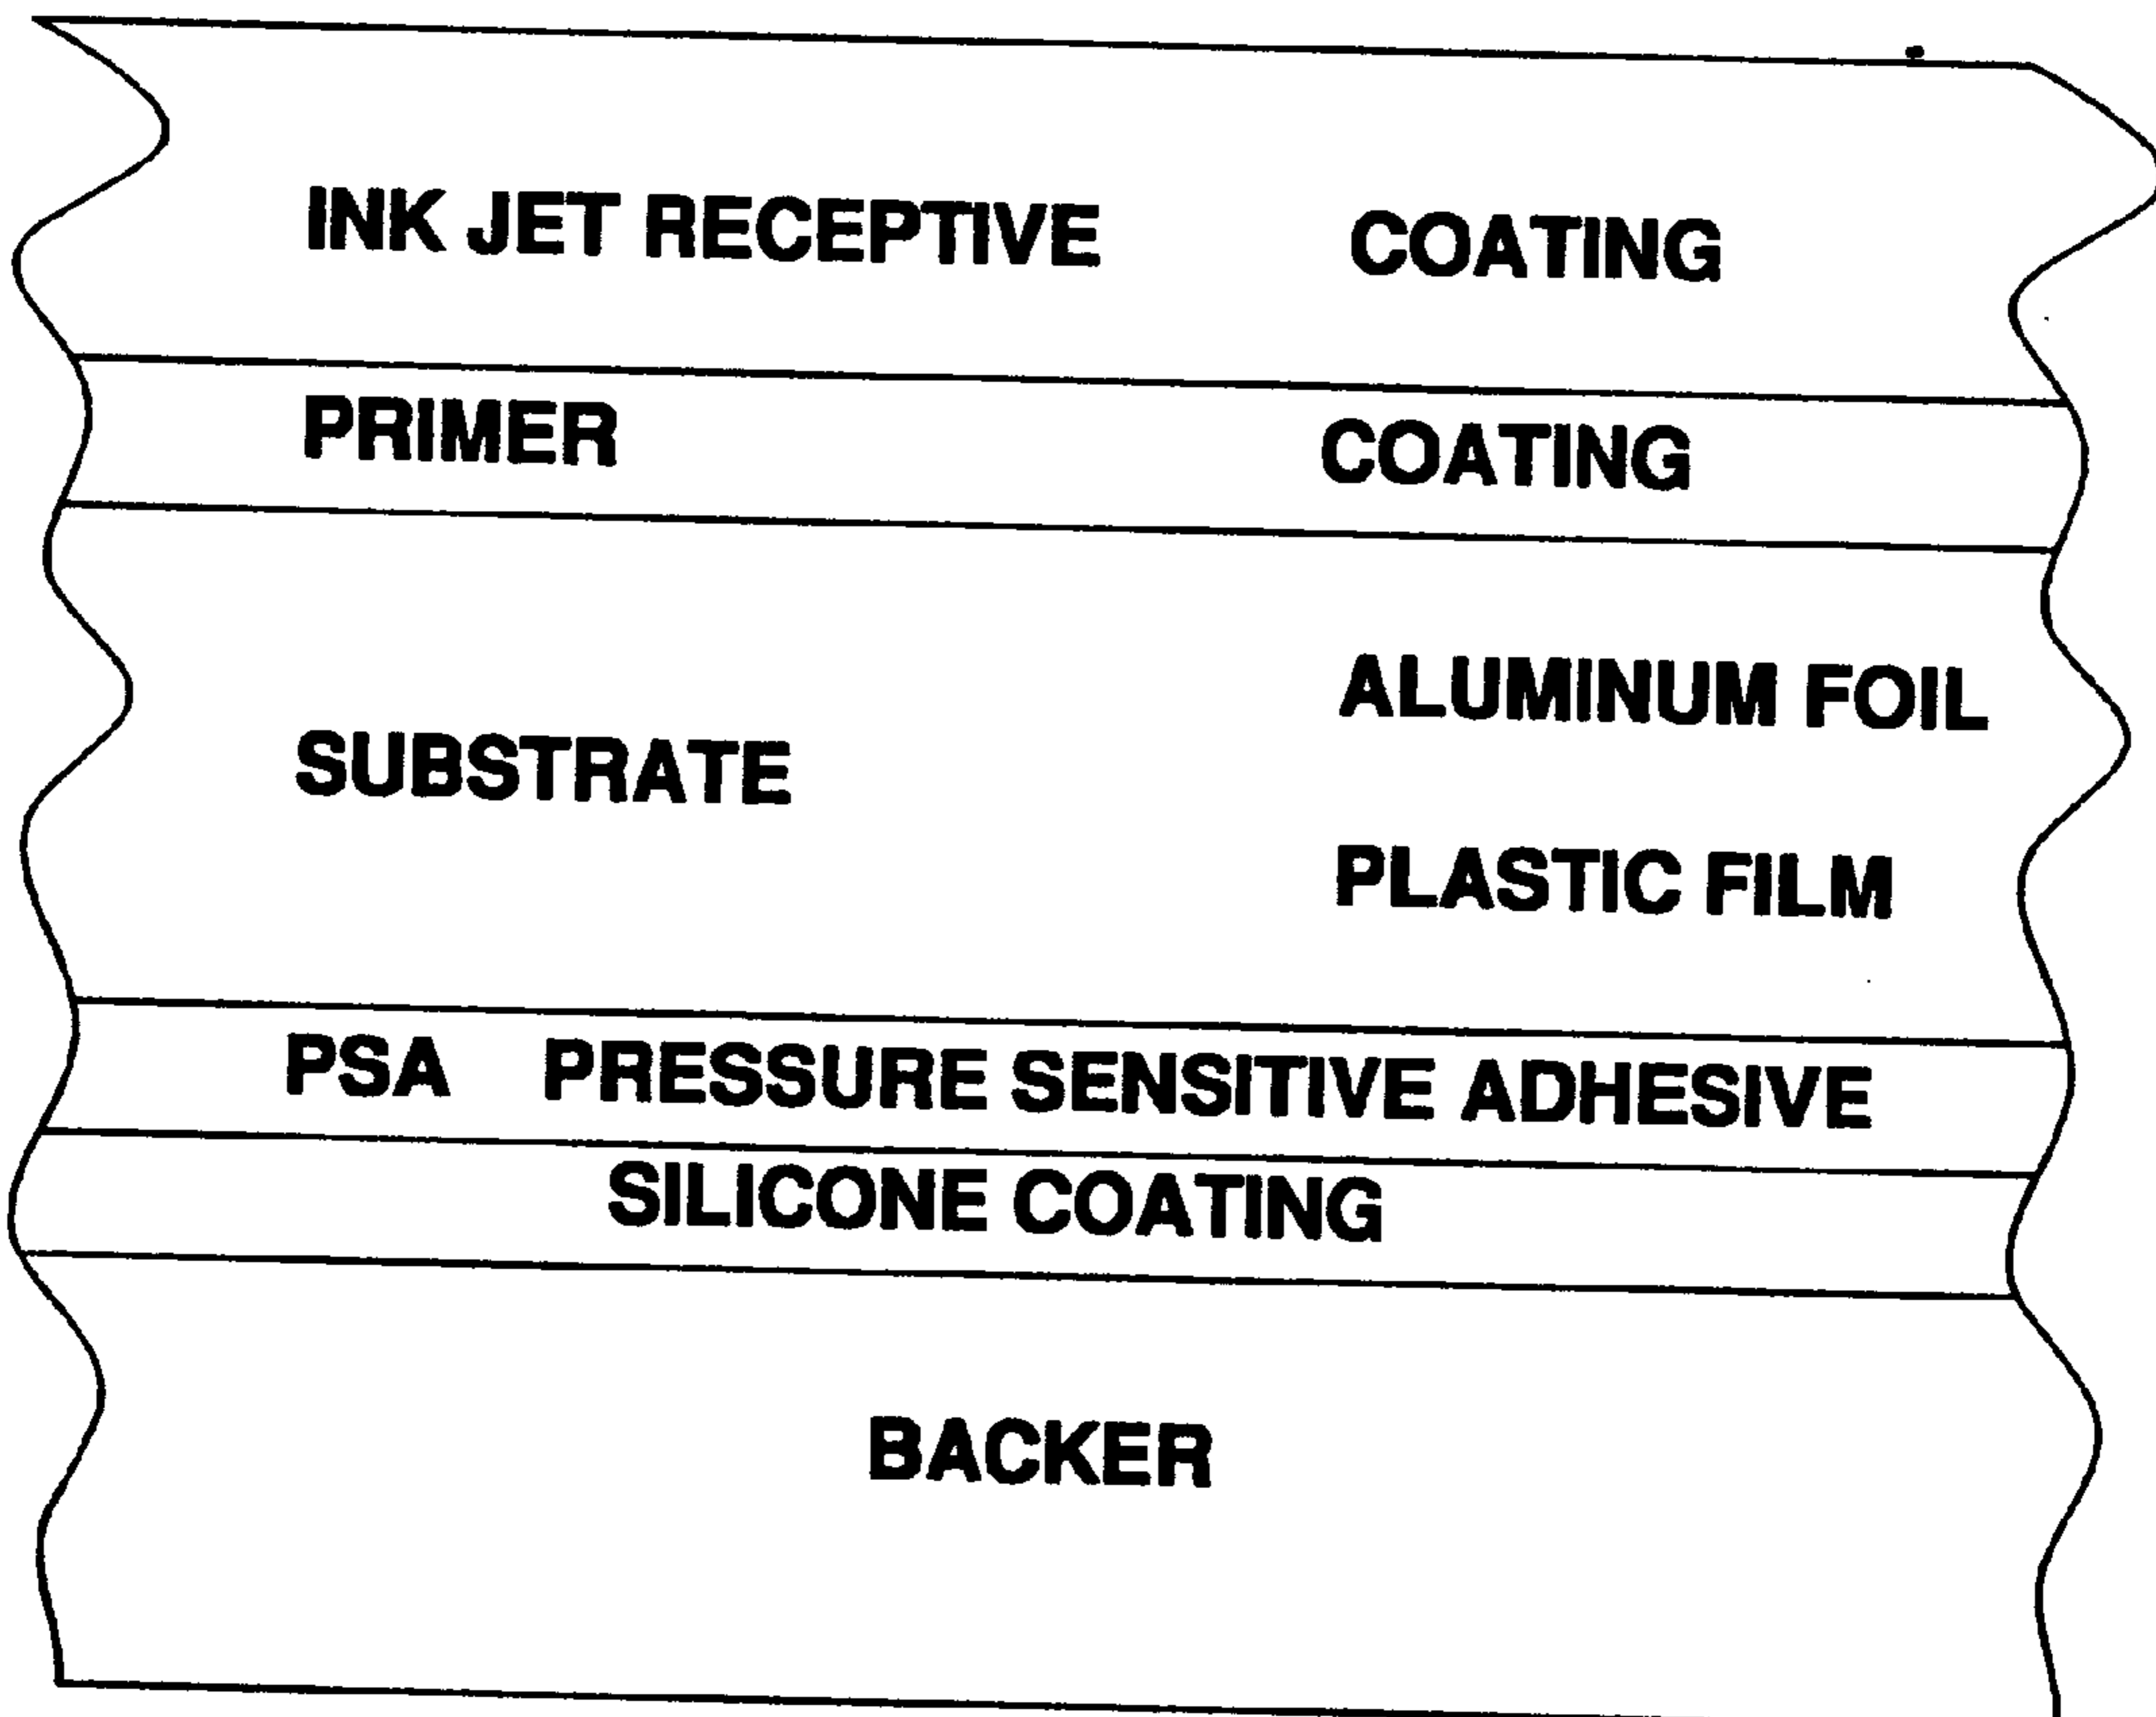 INK JET RECEPTIVE COATING
PRIMER COATING
ALUMINUM FOIL
SUBSTRATE
PLASTIC FILM
PSA PRESSURE SENSITIVE ADHESIVE
SILICONE COATING
BACKER